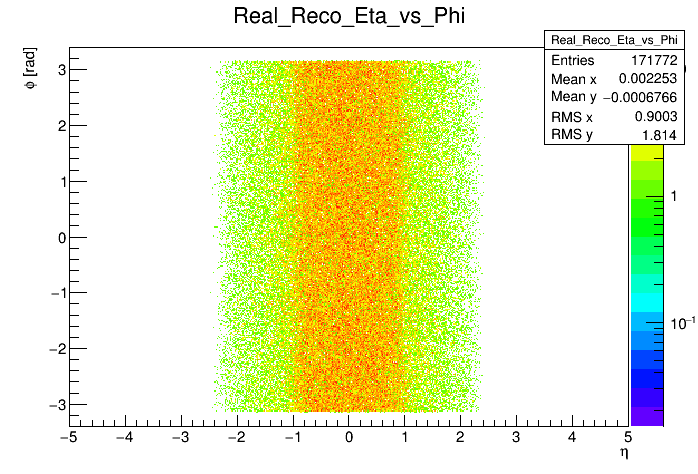 Real_Reco_Eta_vs_Phi
Real_Reco_Eta_vs_Phi
Entries 171772
Mean x 0.002253
Mean y −0.0006766
RMS x 0.9003
RMS y 1.814
ϕ [rad]
3
2
1
0
−1
−2
−3
−5 −4 −3 −2 −1 0 1 2 3 4 5
η
1
10⁻¹